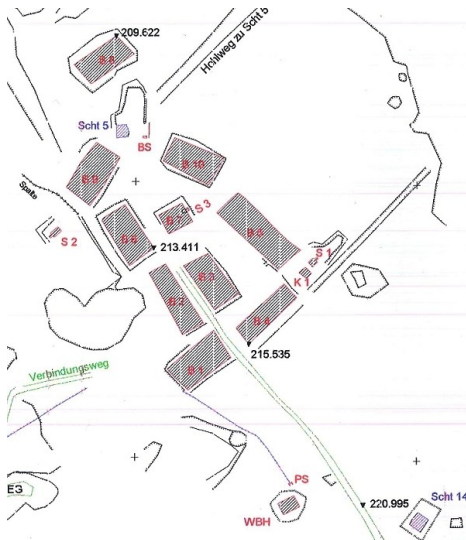 209.622
B 8
Hohlweg zu Scht 5
Scht 5
BS
B 10
B 9
Spalte
S 3
B 7
B 5
S 2
B 6
213.411
S 1
K 1
B 3
B 2
B 4
215.535
B 1
Verbindungsweg
PS
E3
WBH
220.995
Scht 14